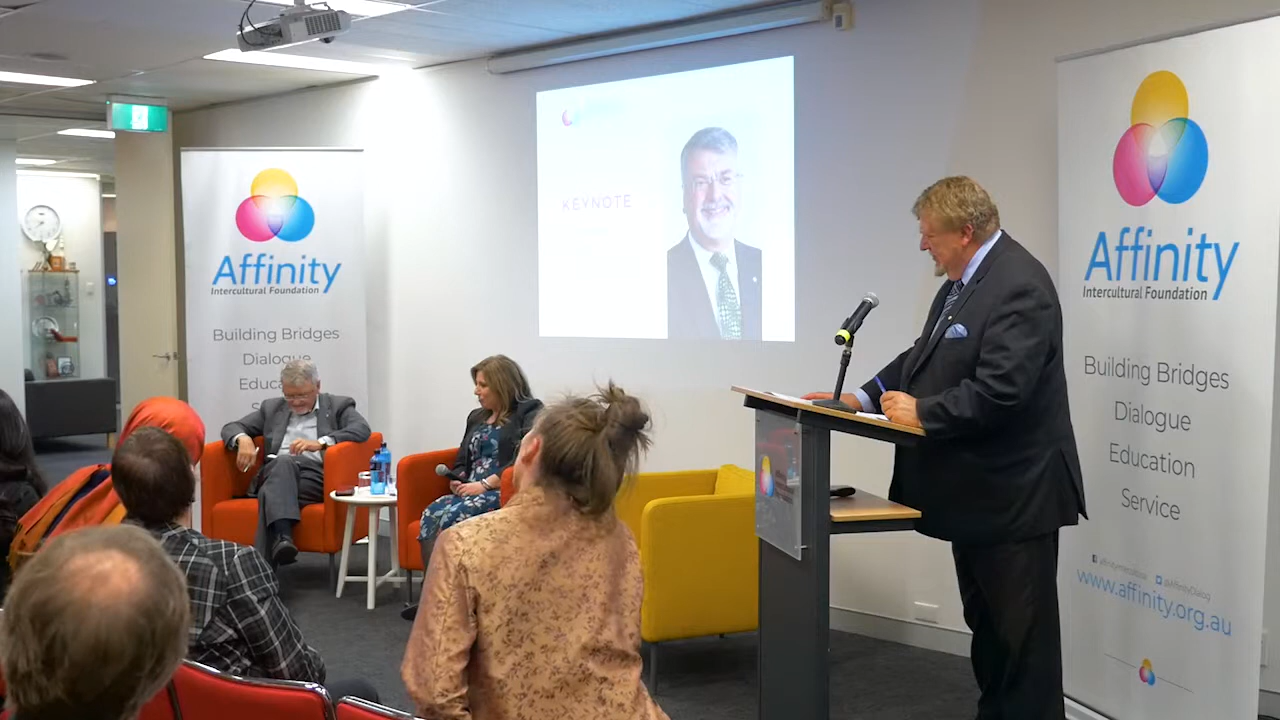 Affinity
Intercultural Foundation
Building Bridges
Dialogue
KEYNOTE
Affinity
Intercultural Foundation
Building Bridges
Dialogue
Education
Service
@AffinityDialog
www.affinity.org.au